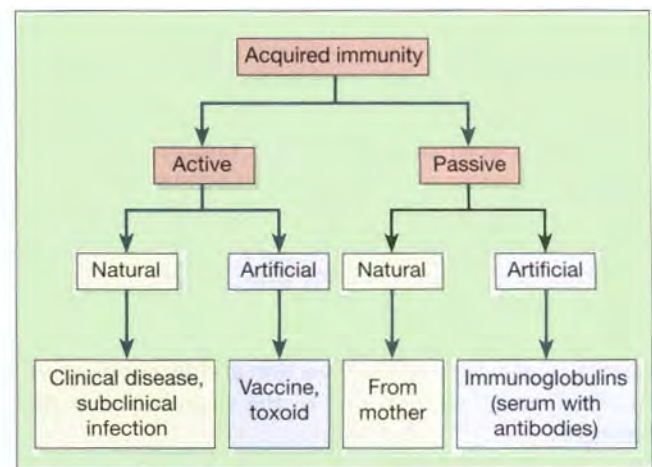 Acquired immunity
Active
Passive
Natural
Artificial
Natural
Artificial
Clinical disease,
subclinical
infection
Vaccine,
toxoid
From
mother
Immunoglobulins
(serum with
antibodies)